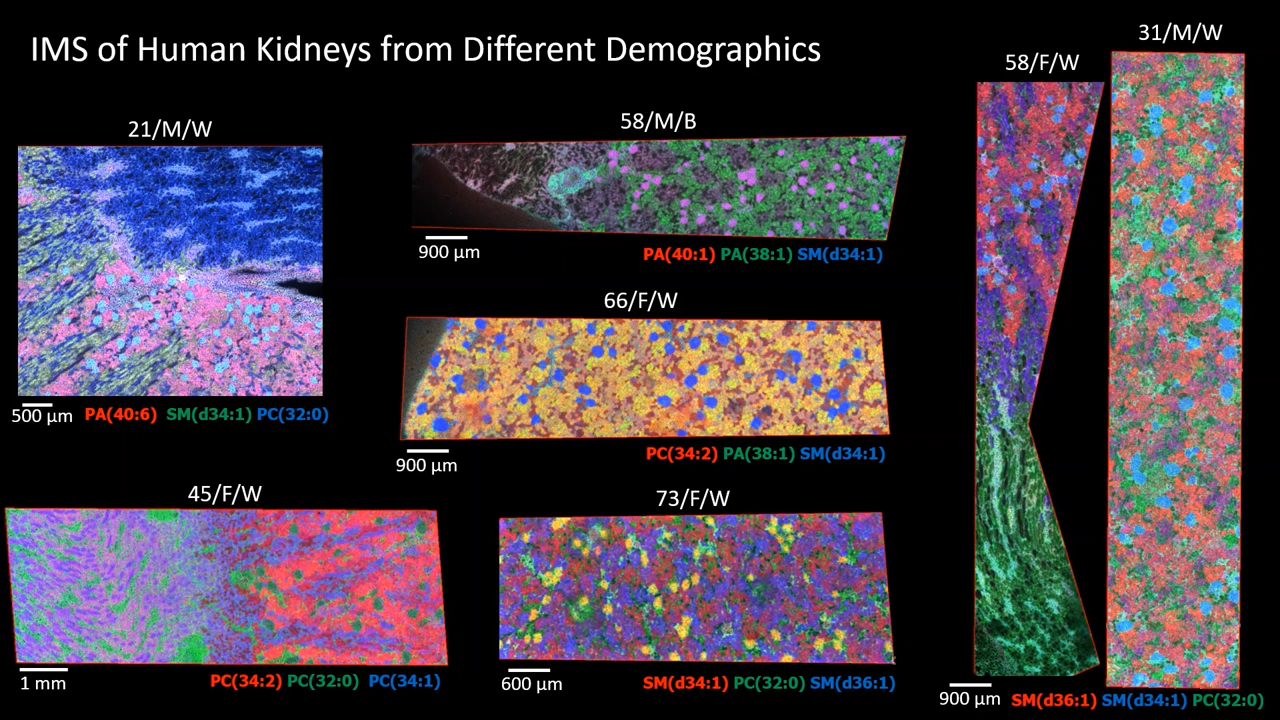 IMS of Human Kidneys from Different Demographics
21/M/W
500 µm PA(40:6) SM(d34:1) PC(32:0)
58/M/B
900 µm
PA(40:1) PA(38:1) SM(d34:1)
66/F/W
900 µm
PC(34:2) PA(38:1) SM(d34:1)
45/F/W
1 mm
PC(34:2) PC(32:0) PC(34:1)
73/F/W
600 µm
SM(d34:1) PC(32:0) SM(d36:1)
58/F/W
31/M/W
900 µm SM(d36:1) SM(d34:1) PC(32:0)